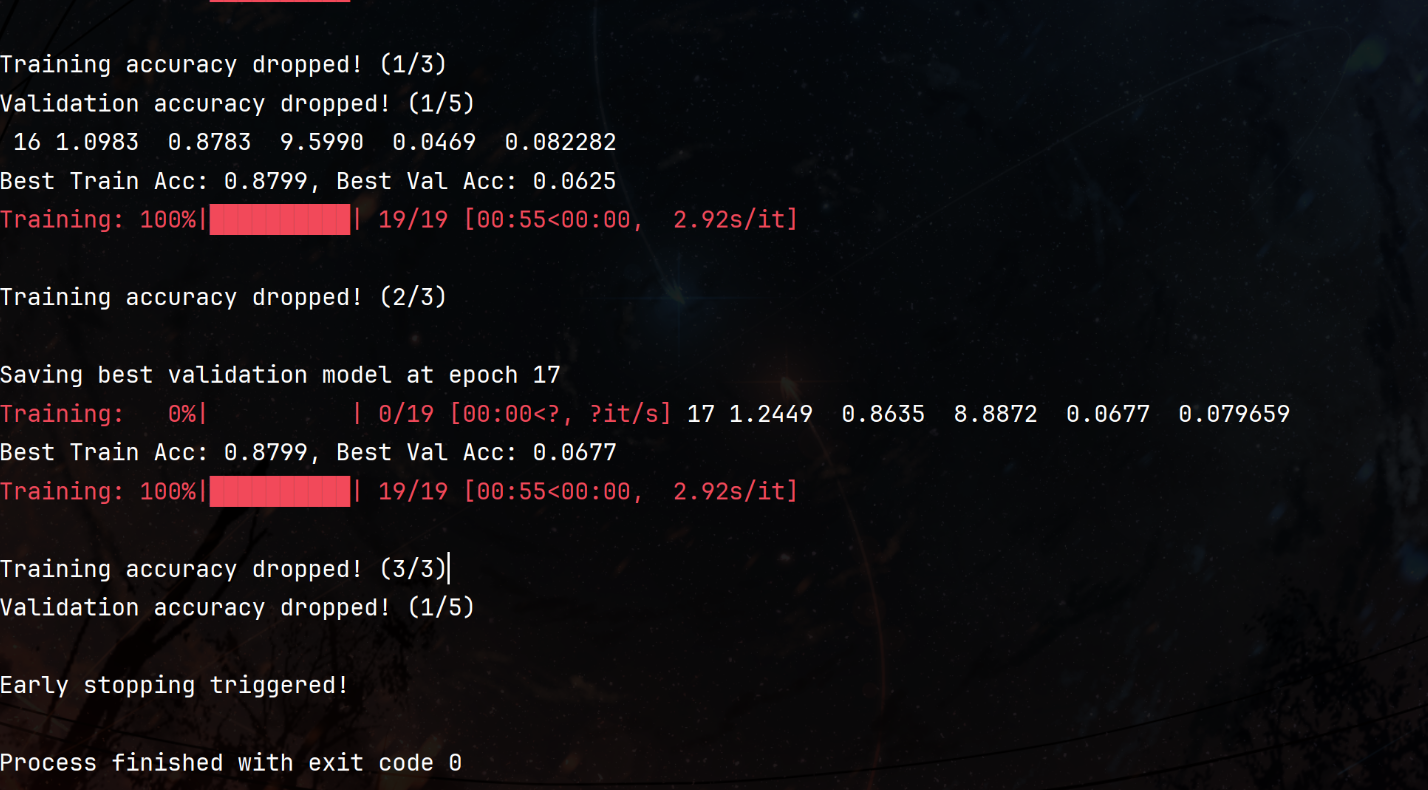 Training accuracy dropped! (1/3)
Validation accuracy dropped! (1/5)
16 1.0983 0.8783 9.5990 0.0469 0.082282
Best Train Acc: 0.8799, Best Val Acc: 0.0625
Training: 100%|██████████| 19/19 [00:55<00:00, 2.92s/it]
Training accuracy dropped! (2/3)
Saving best validation model at epoch 17
Training: 0%| | 0/19 [00:00<?, ?it/s] 17 1.2449 0.8635 8.8872 0.0677 0.079659
Best Train Acc: 0.8799, Best Val Acc: 0.0677
Training: 100%|██████████| 19/19 [00:55<00:00, 2.92s/it]
Training accuracy dropped! (3/3)
Validation accuracy dropped! (1/5)
Early stopping triggered!
Process finished with exit code 0